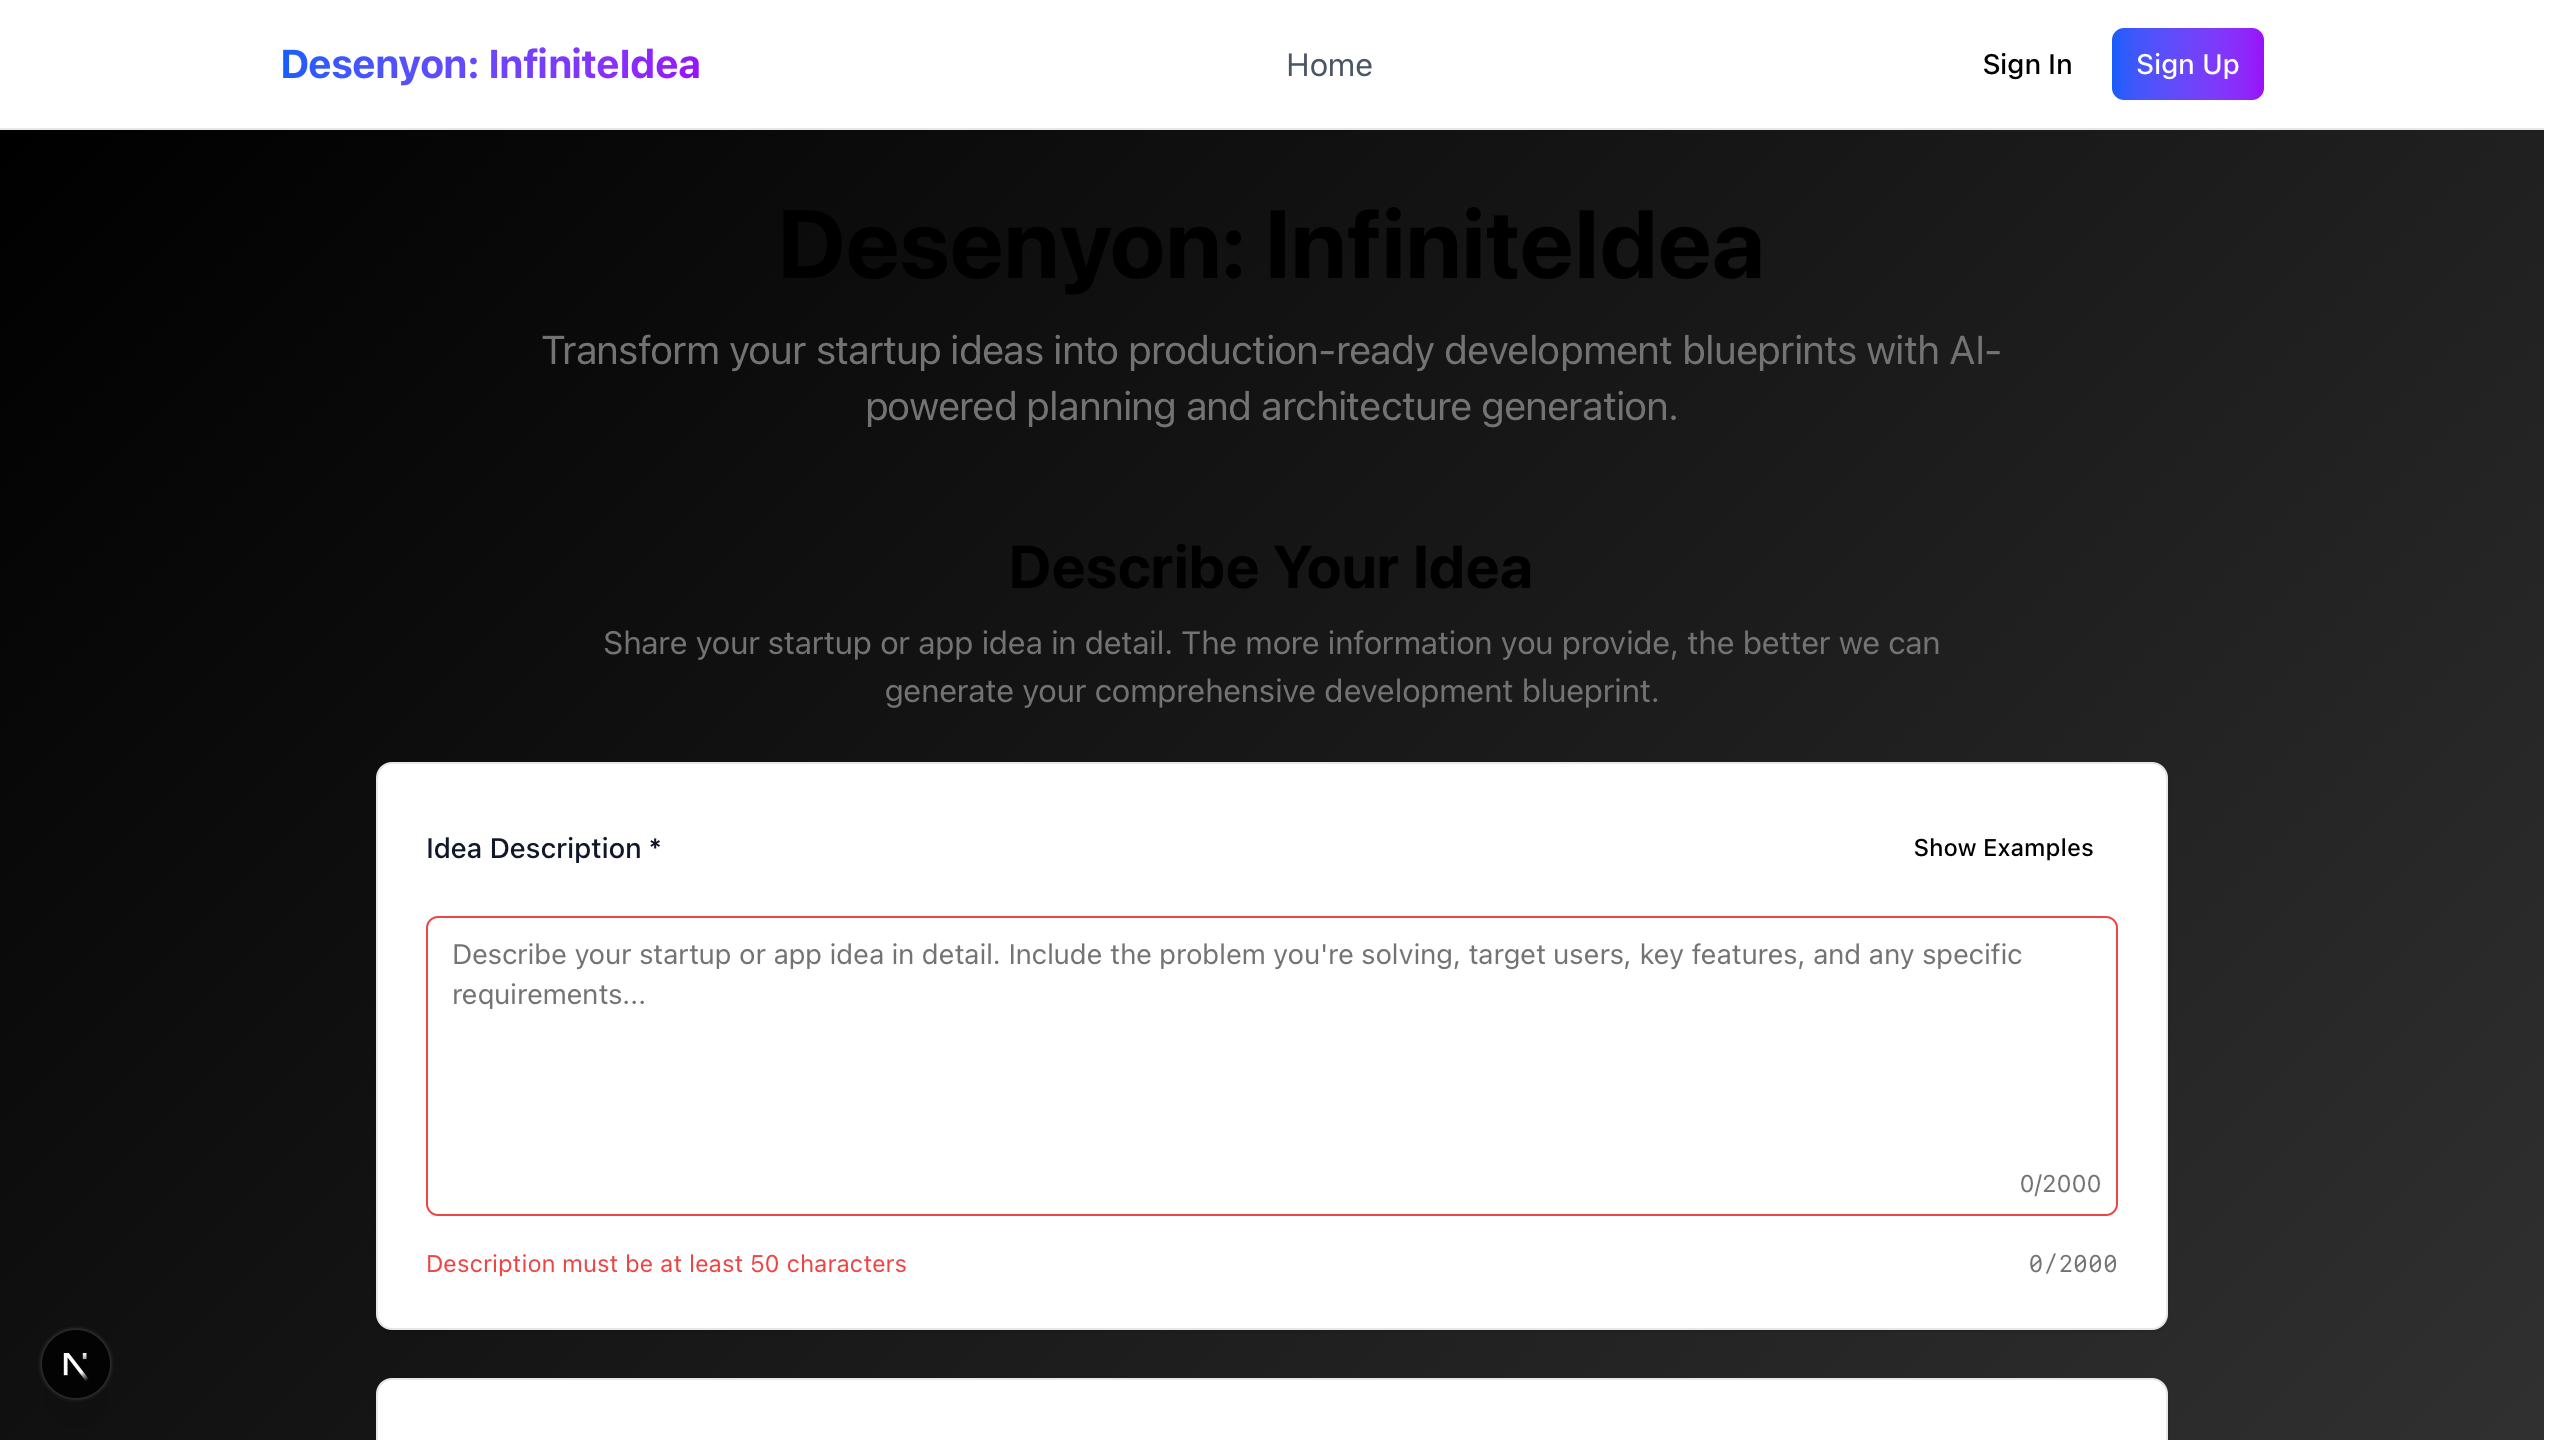 Desenyon: InfiniteIdea
Home
Sign In
Sign Up
Desenyon: InfiniteIdea
Transform your startup ideas into production-ready development blueprints with AI-
powered planning and architecture generation.
Describe Your Idea
Share your startup or app idea in detail. The more information you provide, the better we can
generate your comprehensive development blueprint.
Idea Description *
Show Examples
Describe your startup or app idea in detail. Include the problem you're solving, target users, key features, and any specific
requirements...
0/2000
Description must be at least 50 characters
0/2000
N